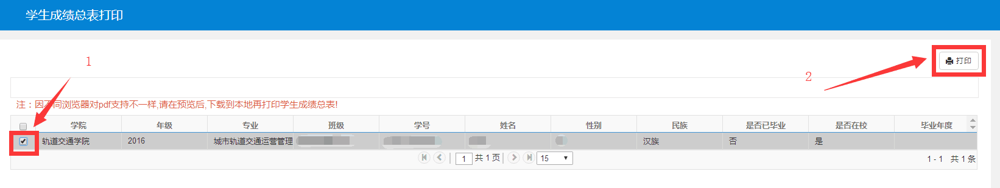 学生成绩总表打印
1
打印
2
注：因不同浏览器对pdf支持不一样,请在预览后,下载到本地再打印学生成绩总表!
学院 年级 专业 班级 学号 姓名 性别 民族 是否已毕业 是否在校 毕业年度
轨道交通学院 2016 城市轨道交通运营管理 汉族 否 是
1 共 1 页 15 1 - 1 共 1 条